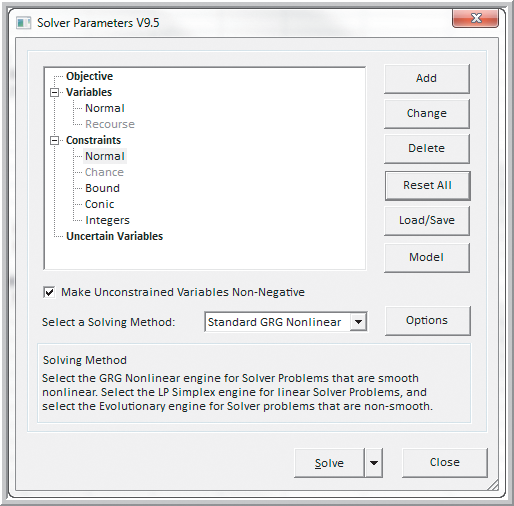 Solver Parameters V9.5
Objective
Variables
Normal
Recourse
Constraints
Normal
Chance
Bound
Conic
Integers
Uncertain Variables
Add
Change
Delete
Reset All
Load/Save
Model
Make Unconstrained Variables Non-Negative
Select a Solving Method: Standard GRG Nonlinear Options
Solving Method
Select the GRG Nonlinear engine for Solver Problems that are smooth
nonlinear. Select the LP Simplex engine for linear Solver Problems, and
select the Evolutionary engine for Solver problems that are non-smooth.
Solve Close